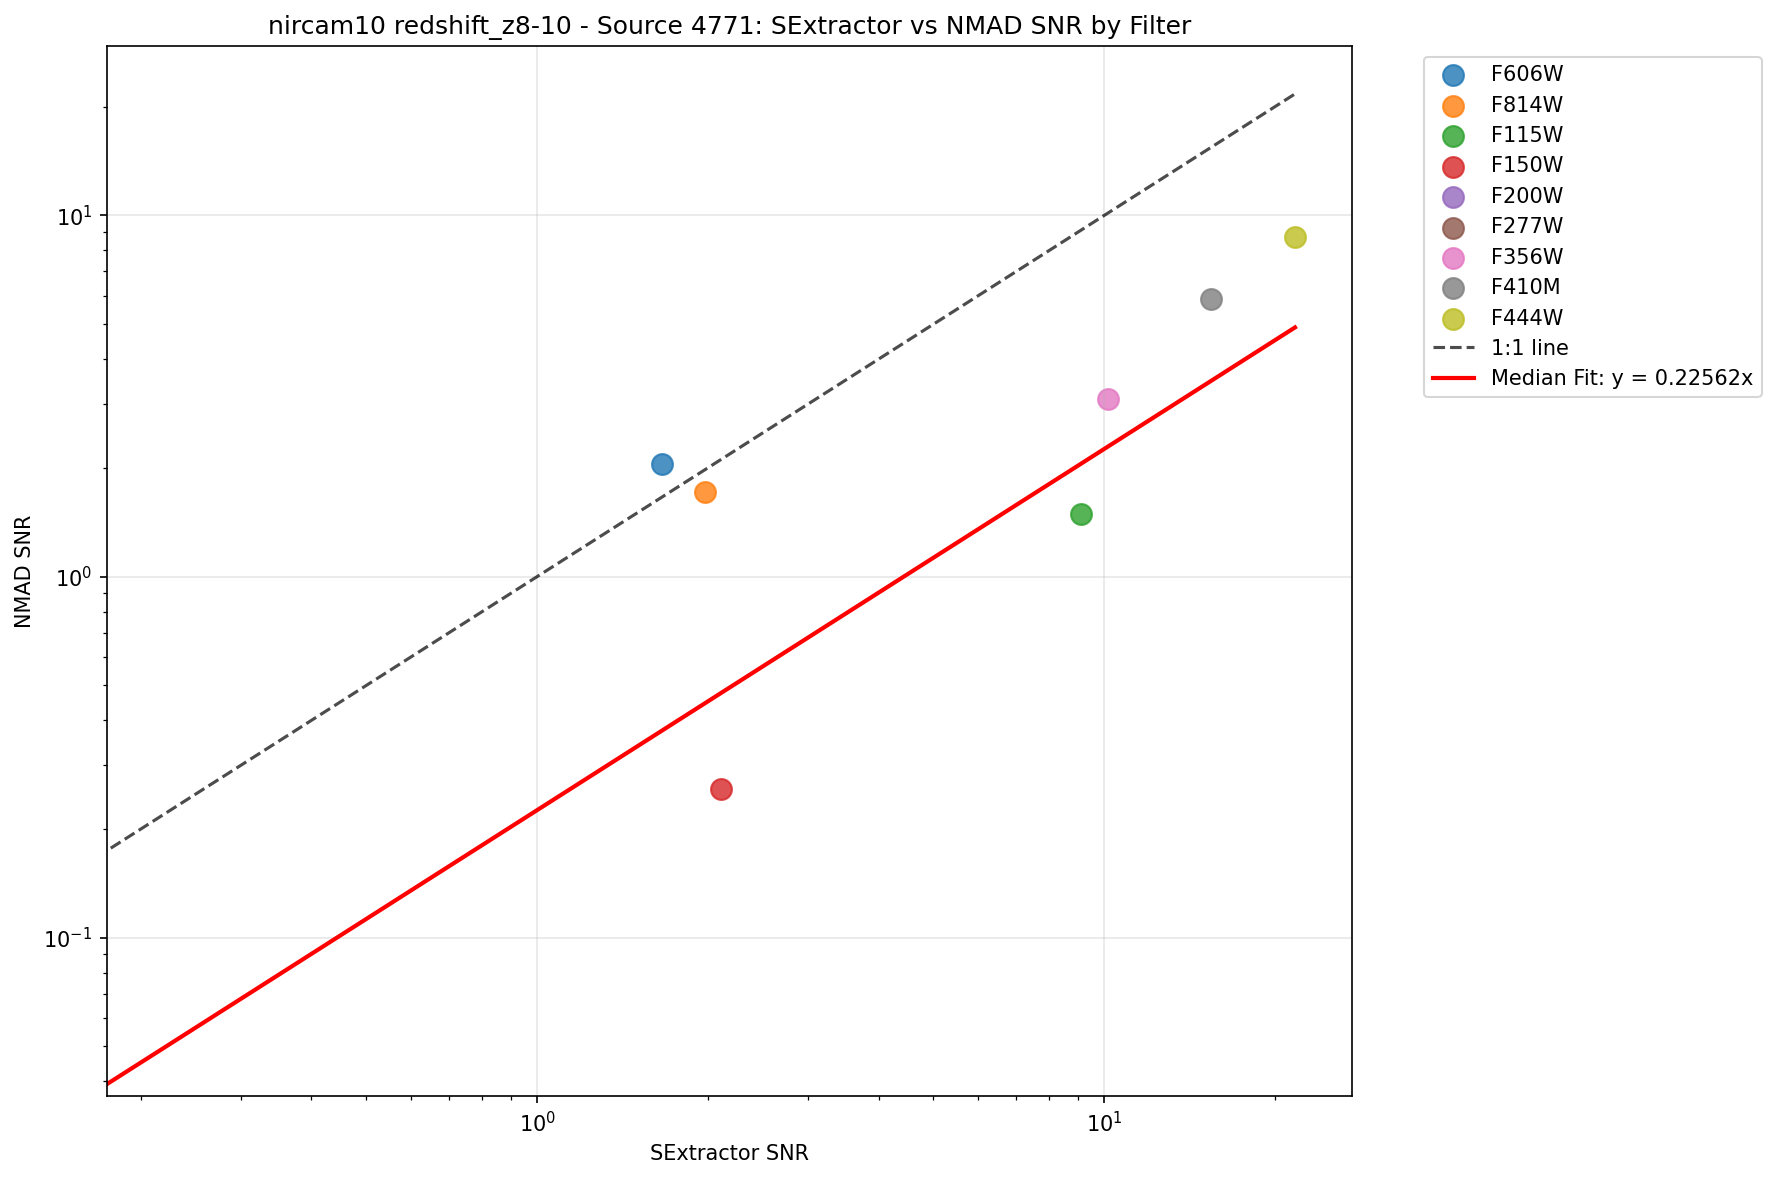 nircam10 redshift_z8-10 - Source 4771: SExtractor vs NMAD SNR by Filter
F606W
F814W
F115W
F150W
F200W
F277W
F356W
F410M
F444W
1:1 line
Median Fit: y = 0.22562x
NMAD SNR
10¹
10⁰
10⁻¹
10⁰
10¹
SExtractor SNR